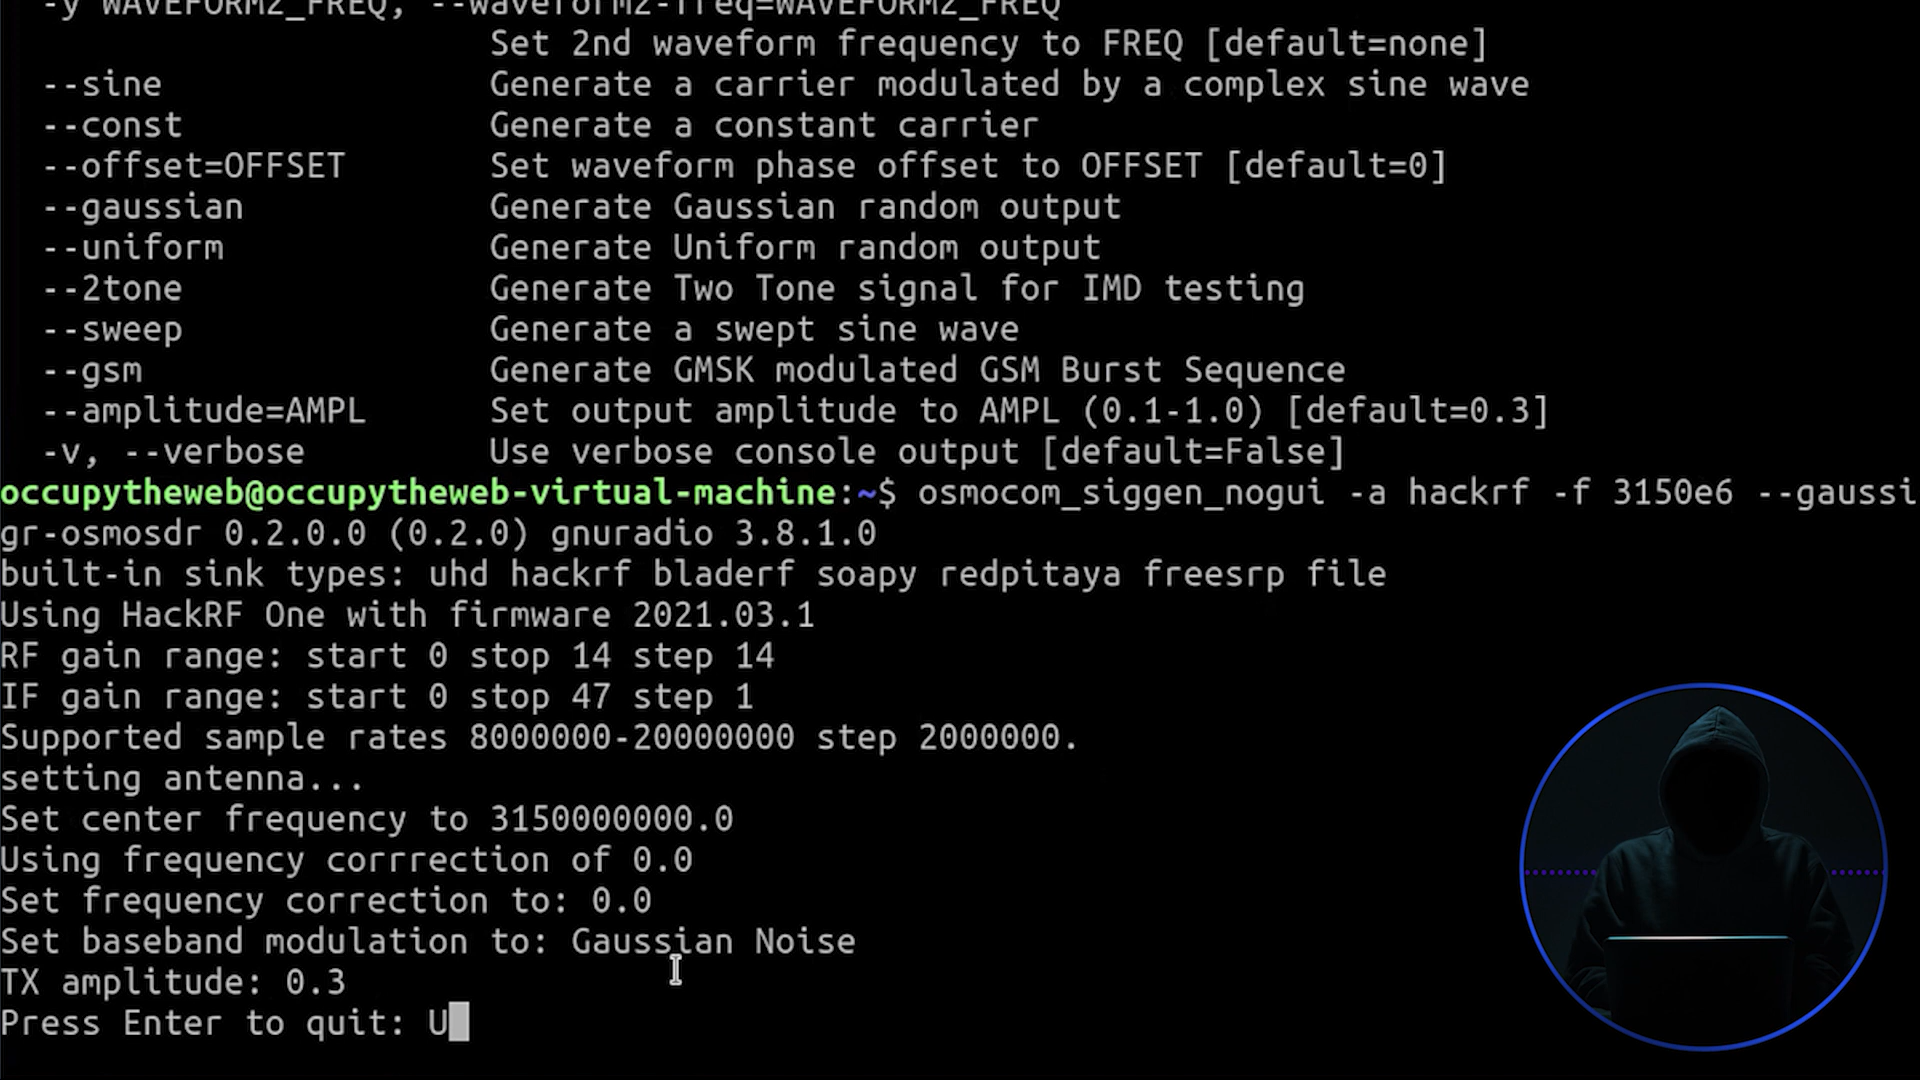 -y WAVEFORM2_FREQ, --waveform2-freq=WAVEFORM2_FREQ
Set 2nd waveform frequency to FREQ [default=none]
--sine Generate a carrier modulated by a complex sine wave
--const Generate a constant carrier
--offset=OFFSET Set waveform phase offset to OFFSET [default=0]
--gaussian Generate Gaussian random output
--uniform Generate Uniform random output
--2tone Generate Two Tone signal for IMD testing
--sweep Generate a swept sine wave
--gsm Generate GMSK modulated GSM Burst Sequence
--amplitude=AMPL Set output amplitude to AMPL (0.1-1.0) [default=0.3]
-v, --verbose Use verbose console output [default=False]
occupytheweb@occupytheweb-virtual-machine:~$ osmocom_siggen_nogui -a hackrf -f 3150e6 --gaussi
gr-osmosdr 0.2.0.0 (0.2.0) gnuradio 3.8.1.0
built-in sink types: uhd hackrf bladerf soapy redpitaya freesrp file
Using HackRF One with firmware 2021.03.1
RF gain range: start 0 stop 14 step 14
IF gain range: start 0 stop 47 step 1
Supported sample rates 8000000-20000000 step 2000000.
setting antenna...
Set center frequency to 3150000000.0
Using frequency corrrection of 0.0
Set frequency correction to: 0.0
Set baseband modulation to: Gaussian Noise
TX amplitude: 0.3
Press Enter to quit: U